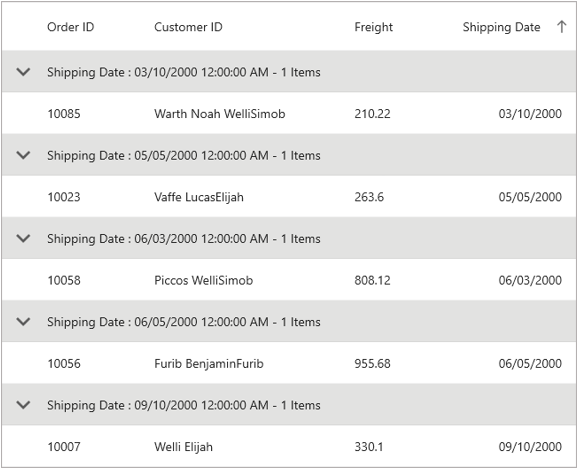 Order ID Customer ID Freight Shipping Date
Shipping Date : 03/10/2000 12:00:00 AM - 1 Items
10085 Warth Noah WelliSimob 210.22 03/10/2000
Shipping Date : 05/05/2000 12:00:00 AM - 1 Items
10023 Vaffe LucasElijah 263.6 05/05/2000
Shipping Date : 06/03/2000 12:00:00 AM - 1 Items
10058 Piccos WelliSimob 808.12 06/03/2000
Shipping Date : 06/05/2000 12:00:00 AM - 1 Items
10056 Furib BenjaminFurib 955.68 06/05/2000
Shipping Date : 09/10/2000 12:00:00 AM - 1 Items
10007 Welli Elijah 330.1 09/10/2000